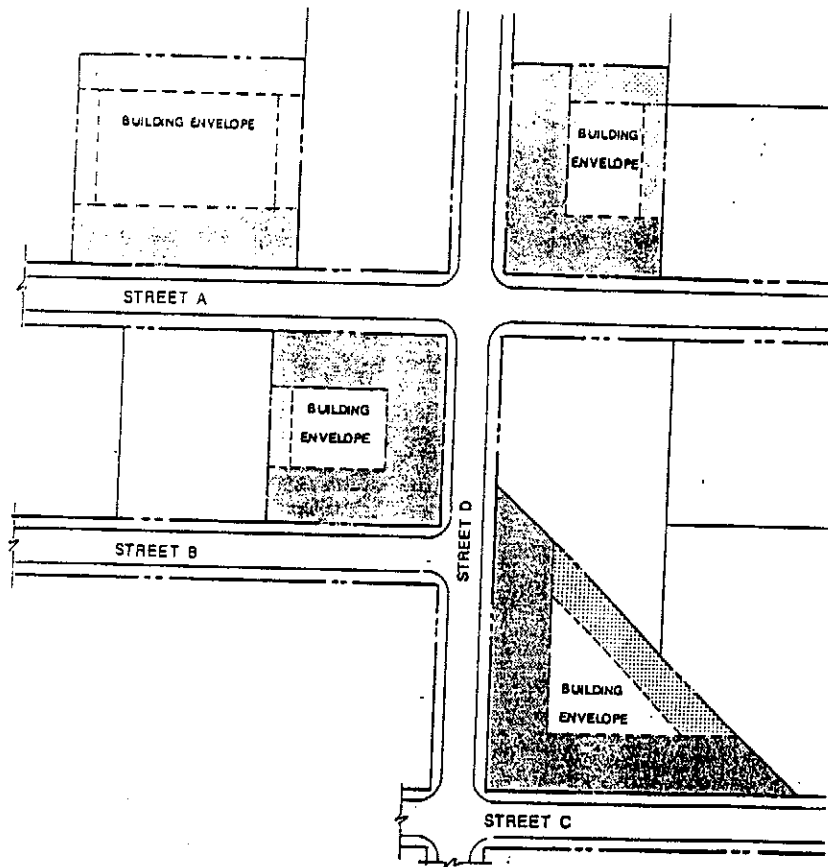 BUILDING ENVELOPE
BUILDING
ENVELOPE
STREET A
BUILDING
ENVELOPE
STREET B
STREET D
BUILDING
ENVELOPE
STREET C